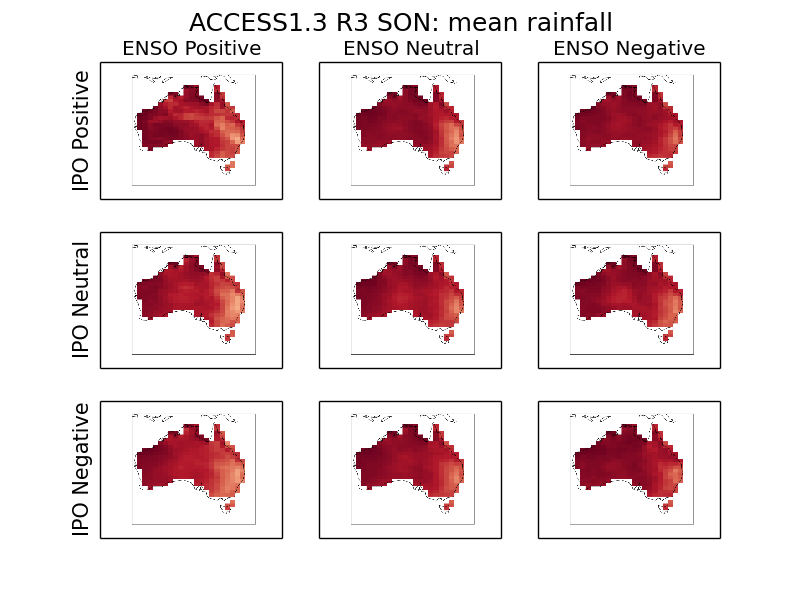 ACCESS1.3 R3 SON: mean rainfall
ENSO Positive
ENSO Neutral
ENSO Negative
IPO Positive
IPO Neutral
IPO Negative